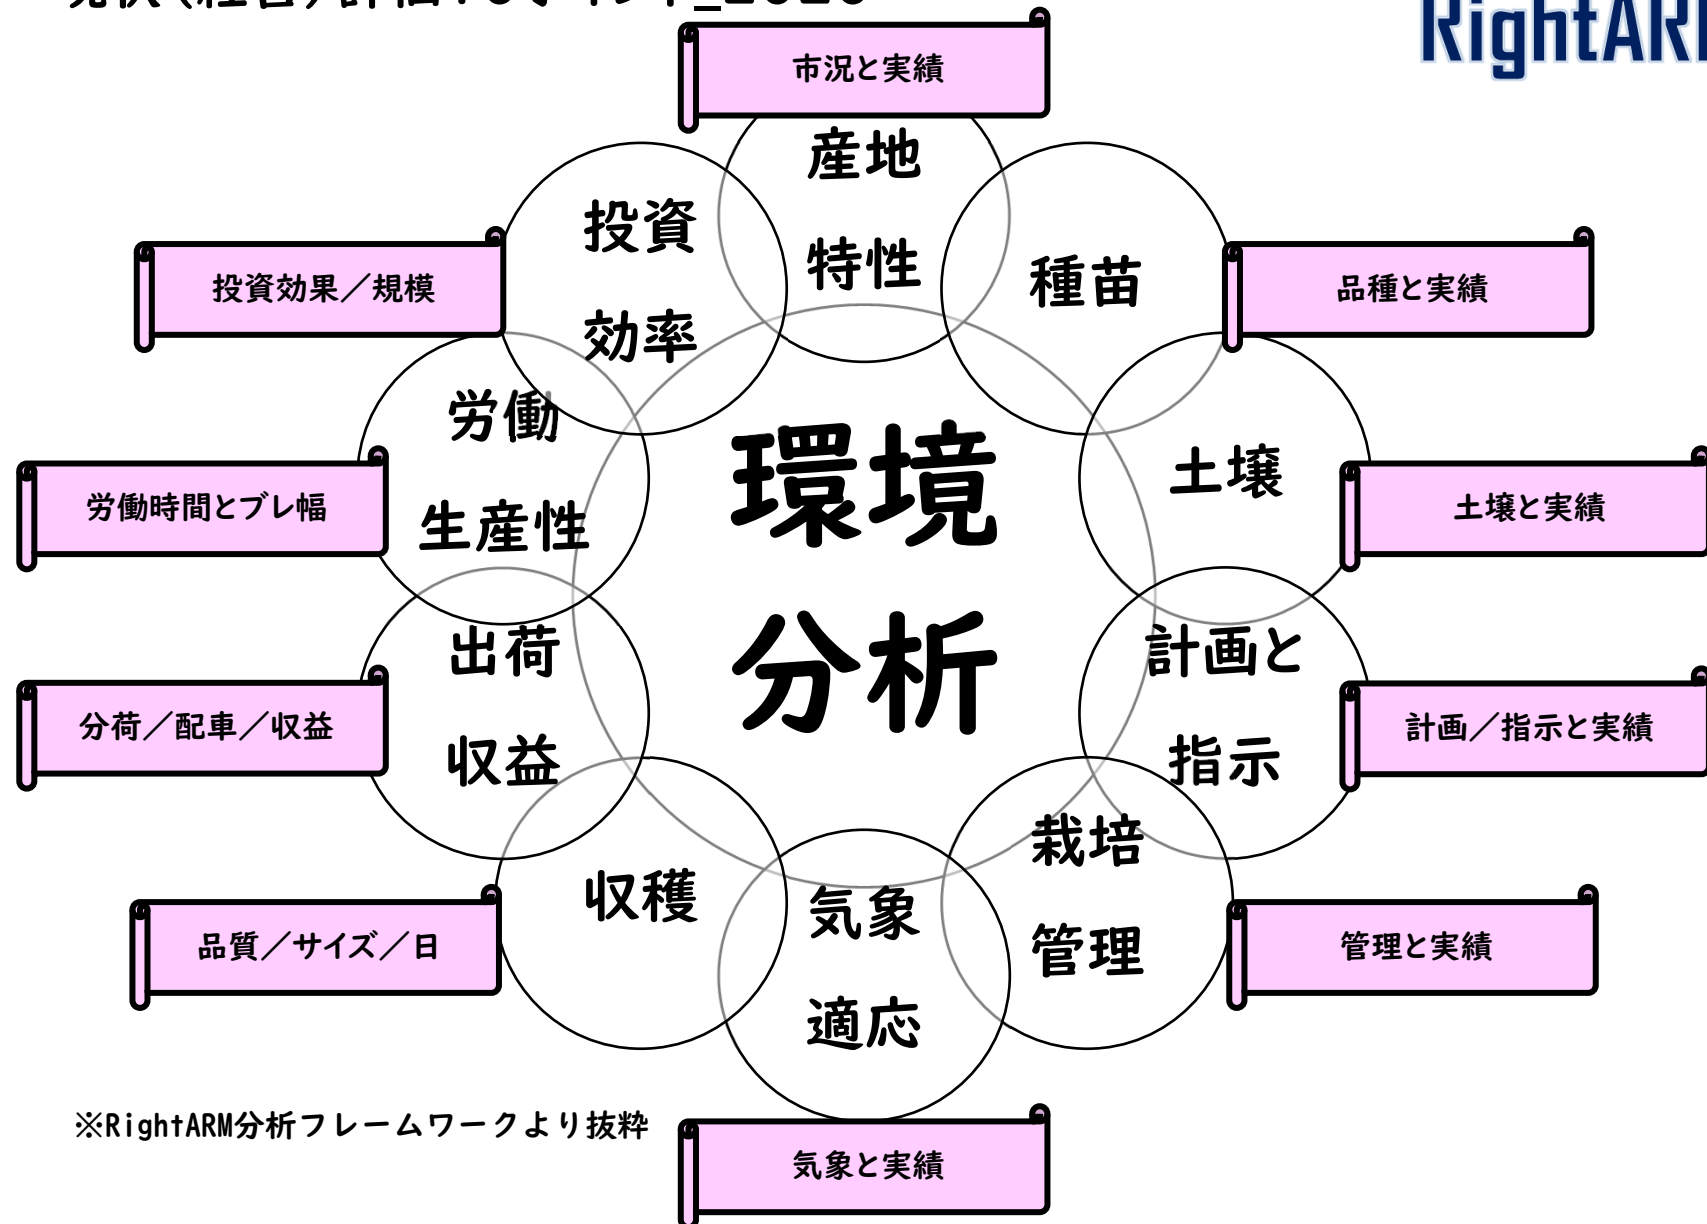 RightARM
市況と実績
産地
特性
投資
効率
種苗
投資効果／規模
品種と実績
労働
生産性
環境
分析
土壌
労働時間とブレ幅
土壌と実績
出荷
収益
計画と
指示
分荷／配車／収益
計画／指示と実績
収穫
気象
適応
栽培
管理
品質／サイズ／日
管理と実績
※RightARM分析フレームワークより抜粋
気象と実績